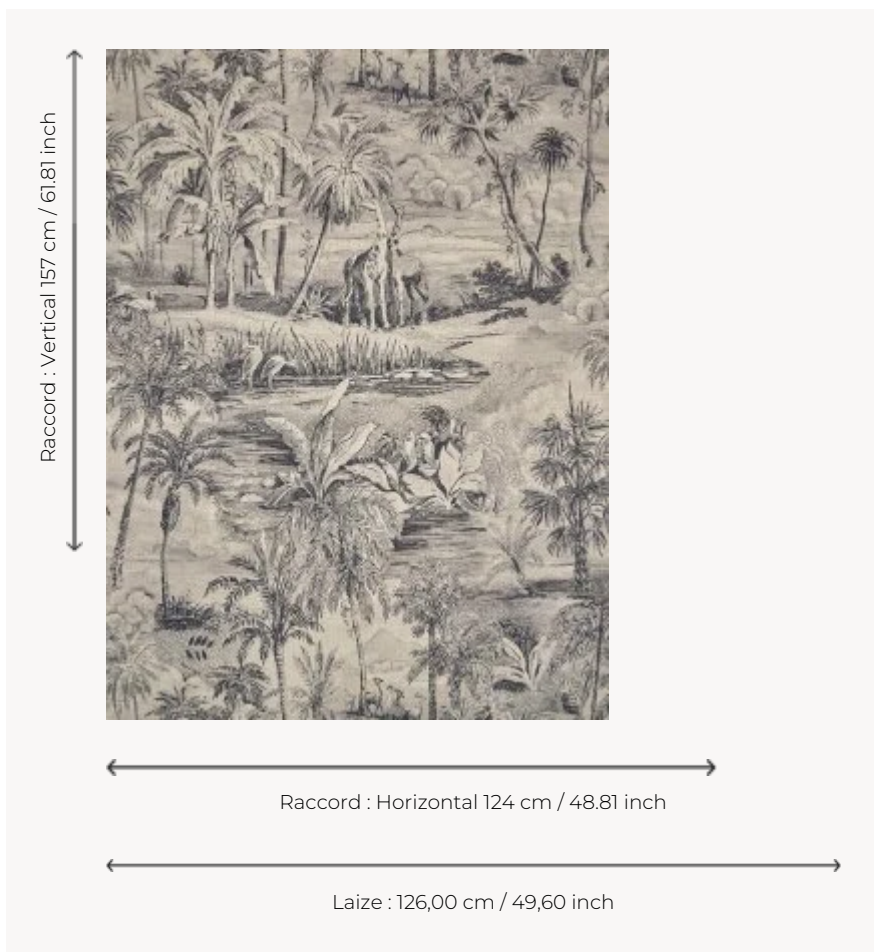 Raccord : Vertical 157 cm / 61.81 inch
Raccord : Horizontal 124 cm / 48.81 inch
Laize : 126,00 cm / 49,60 inch